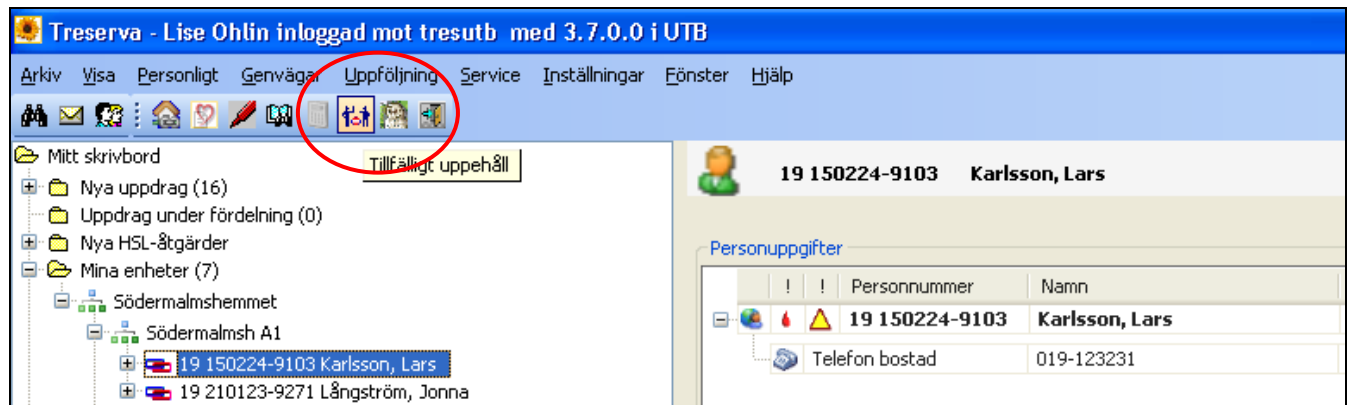 Treserva - Lise Ohlin inloggad mot tresutb med 3.7.0.0 i UTB
Arkiv Visa Personligt Genvägar Uppföljning Service Inställningar Fönster Hjälp
Tillfälligt uppehåll
Mitt skrivbord
Nya uppdrag (16)
Uppdrag under fördelning (0)
Nya HSL-åtgärder
Mina enheter (7)
Södermalmshemmet
Södermalmsh A1
19 150224-9103 Karlsson, Lars
19 210123-9271 Långström, Jonna
19 150224-9103 Karlsson, Lars
Personuppgifter
! ! Personnummer Namn
19 150224-9103 Karlsson, Lars
Telefon bostad 019-123231